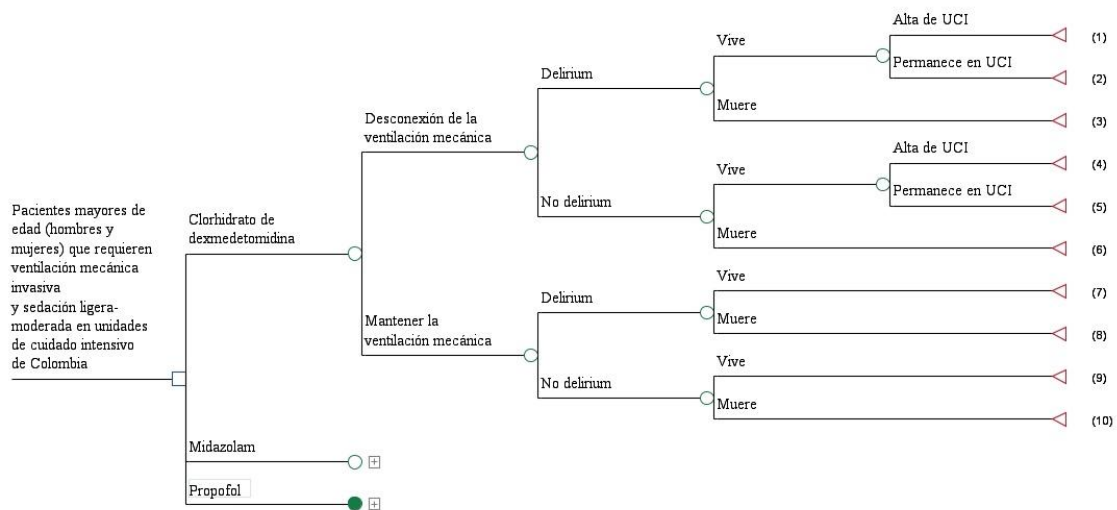 Pacientes mayores de
edad (hombres y
mujeres) que requieren
ventilación mecánica
invasiva
y sedación ligera-
moderada en unidades
de cuidado intensivo
de Colombia
Clorhidrato de
dexmedetomidina
Desconexión de la
ventilación mecánica
Delirium
Vive
Alta de UCI
(1)
Permanece en UCI
(2)
Muere
(3)
No delirium
Vive
Alta de UCI
(4)
Permanece en UCI
(5)
Muere
(6)
Mantener la
ventilación mecánica
Delirium
Vive
(7)
Muere
(8)
No delirium
Vive
(9)
Muere
(10)
Midazolam
Propofol